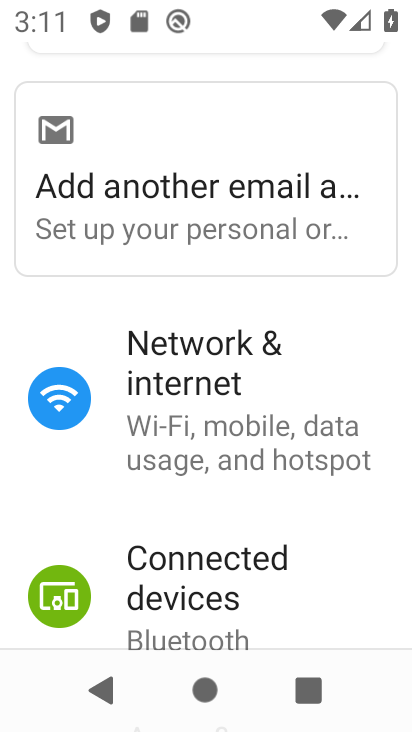 3:11
Add another email a...
Set up your personal or...
Network &
internet
Wi-Fi, mobile, data
usage, and hotspot
Connected
devices
Bluetooth